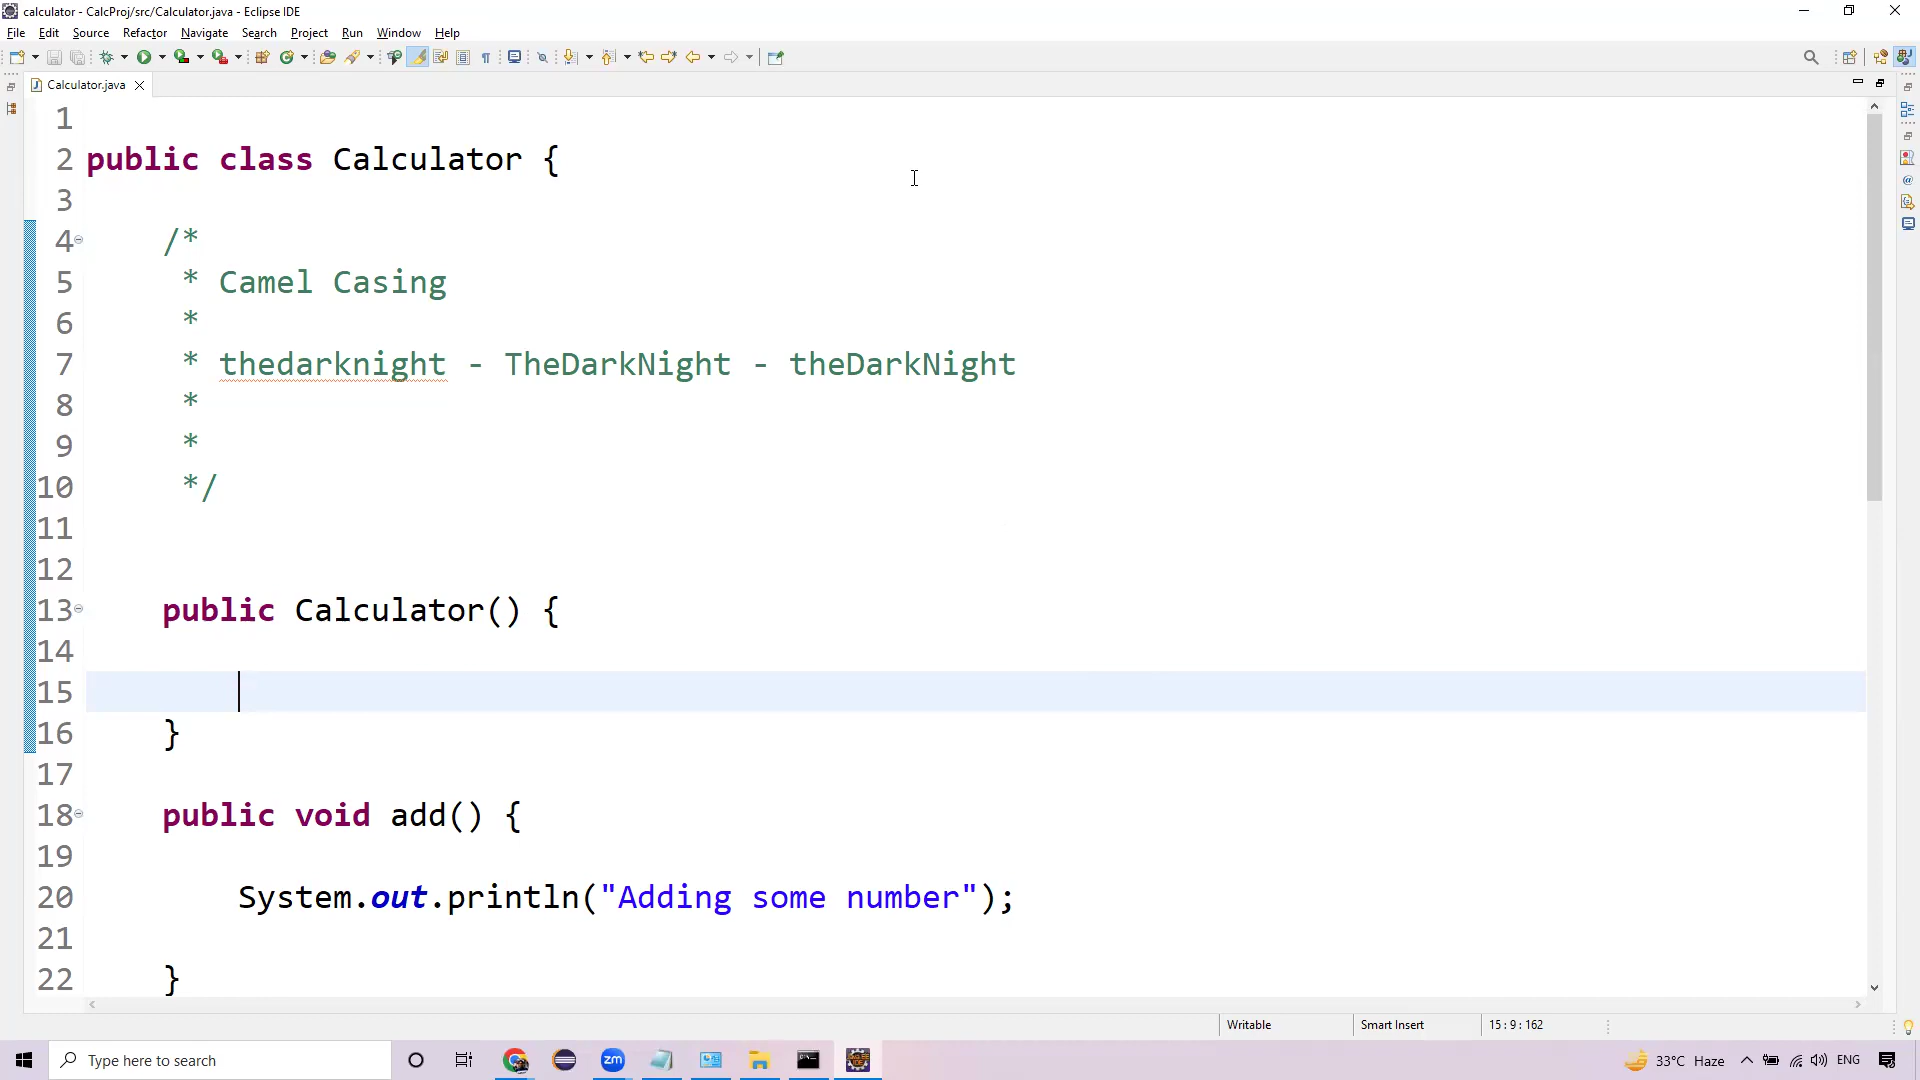 calculator - CalcProj/src/Calculator.java - Eclipse IDE
File Edit Source Refactor Navigate Search Project Run Window Help
Calculator.java
1
2 public class Calculator {
3
4 /*
5 * Camel Casing
6 *
7 * thedarknight - TheDarkNight - theDarkNight
8 *
9 *
10 */
11
12
13 public Calculator() {
14
15
16 }
17
18 public void add() {
19
20 System.out.println("Adding some number");
21
22 }
Writable Smart Insert 15 : 9 : 162
Type here to search zm 33°C Haze ENG